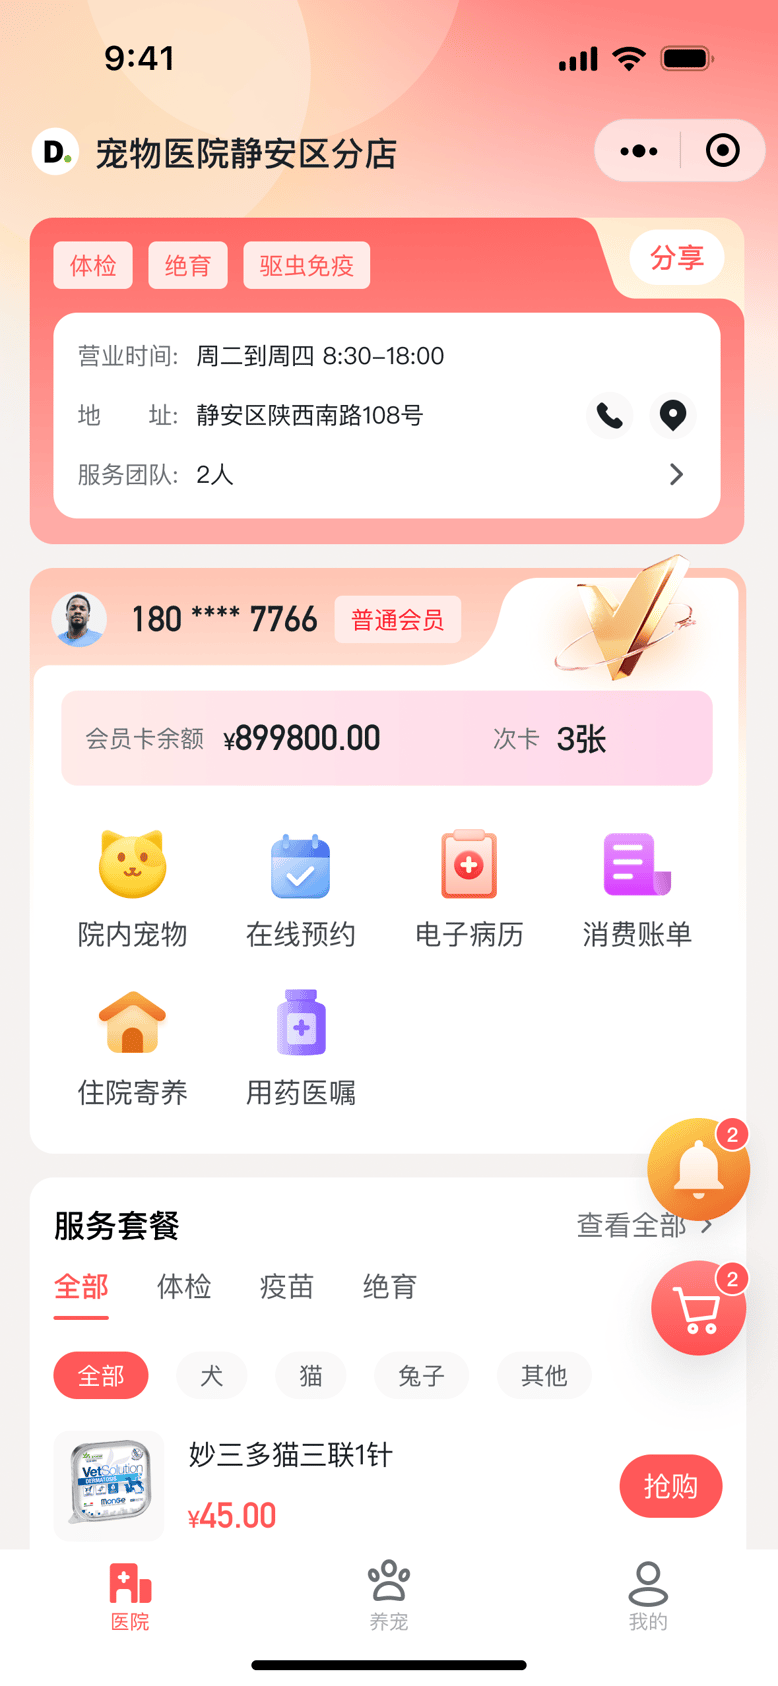 9:41
D. 宠物医院静安区分店
体检 绝育 驱虫免疫 分享
营业时间: 周二到周四 8:30-18:00
地 址: 静安区陕西南路108号
服务团队: 2人
180 **** 7766 普通会员
会员卡余额 ¥899800.00 次卡 3张
院内宠物 在线预约 电子病历 消费账单
住院寄养 用药医嘱
2
服务套餐 查看全部
全部 体检 疫苗 绝育
2
全部 犬 猫 兔子 其他
妙三多猫三联1针
VetSolution
DERMATOSIS
monGe
¥45.00
抢购
医院 养宠 我的